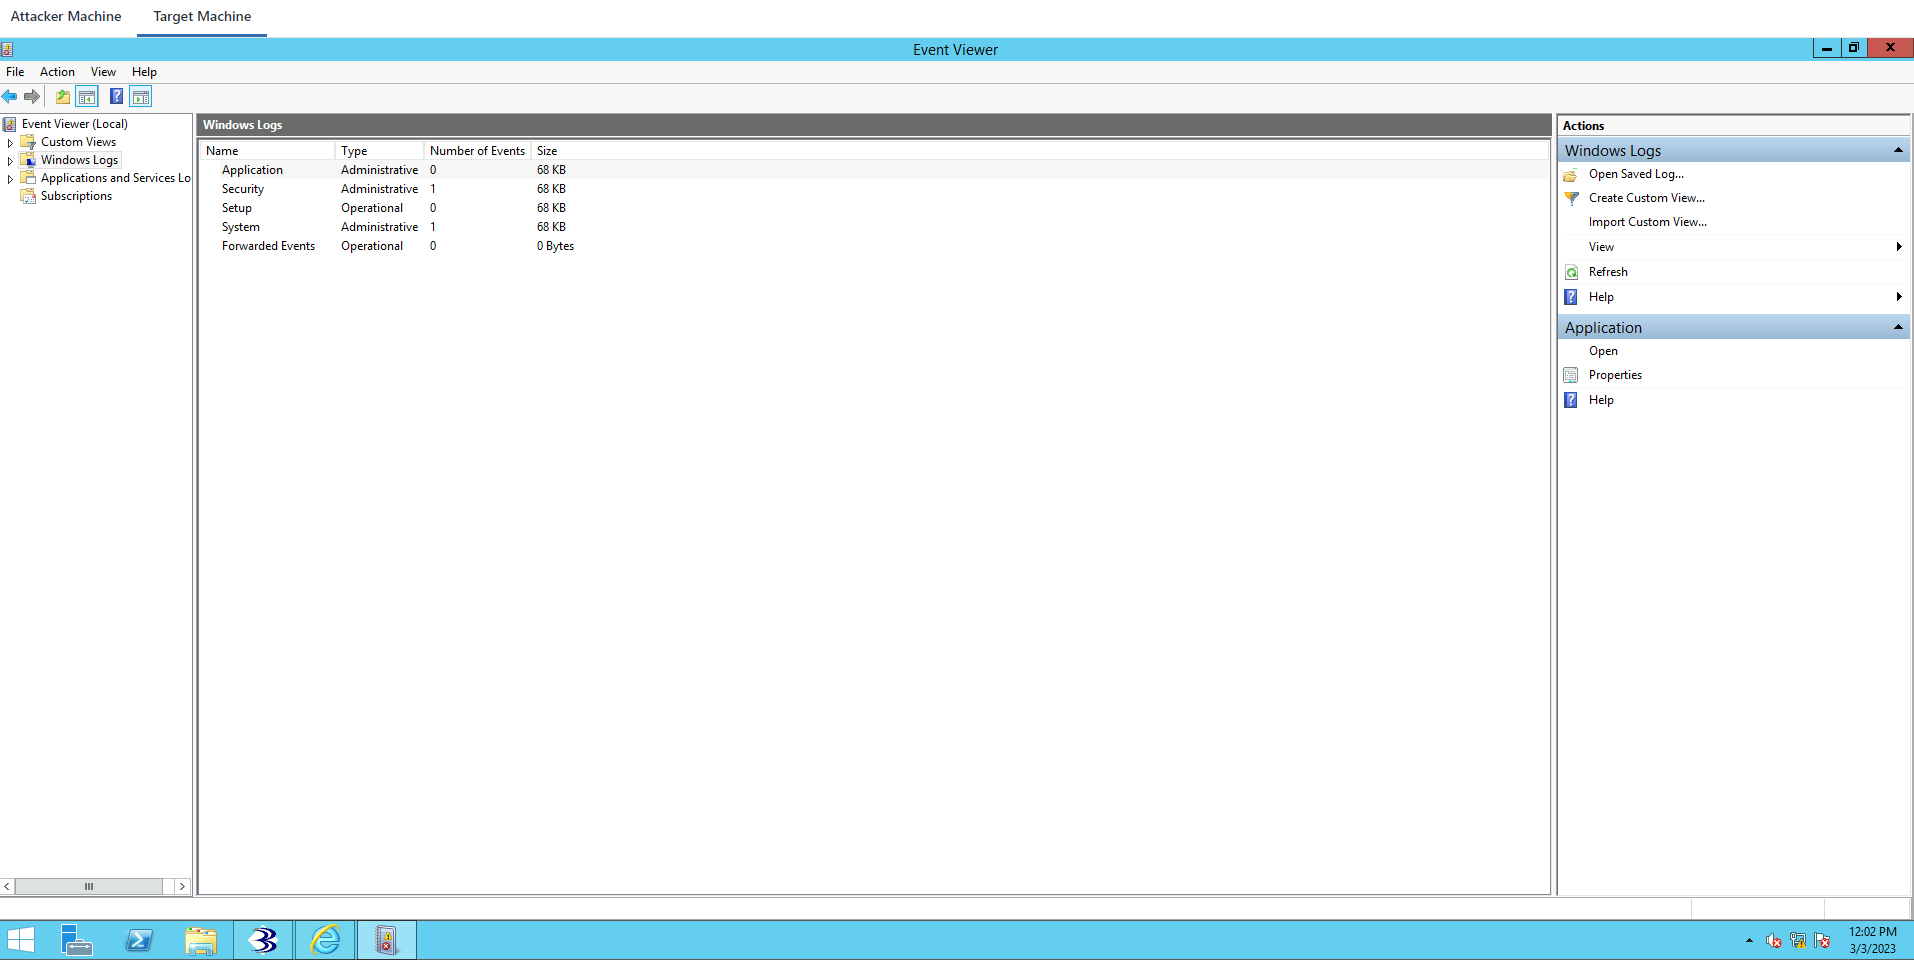 Attacker Machine Target Machine
Event Viewer
File Action View Help
Event Viewer (Local)
Custom Views
Windows Logs
Applications and Services Lo
Subscriptions
Windows Logs
Name Type Number of Events Size
Application Administrative 0 68 KB
Security Administrative 1 68 KB
Setup Operational 0 68 KB
System Administrative 1 68 KB
Forwarded Events Operational 0 0 Bytes
Actions
Windows Logs
Open Saved Log...
Create Custom View...
Import Custom View...
View
Refresh
Help
Application
Open
Properties
Help
12:02 PM
3/3/2023